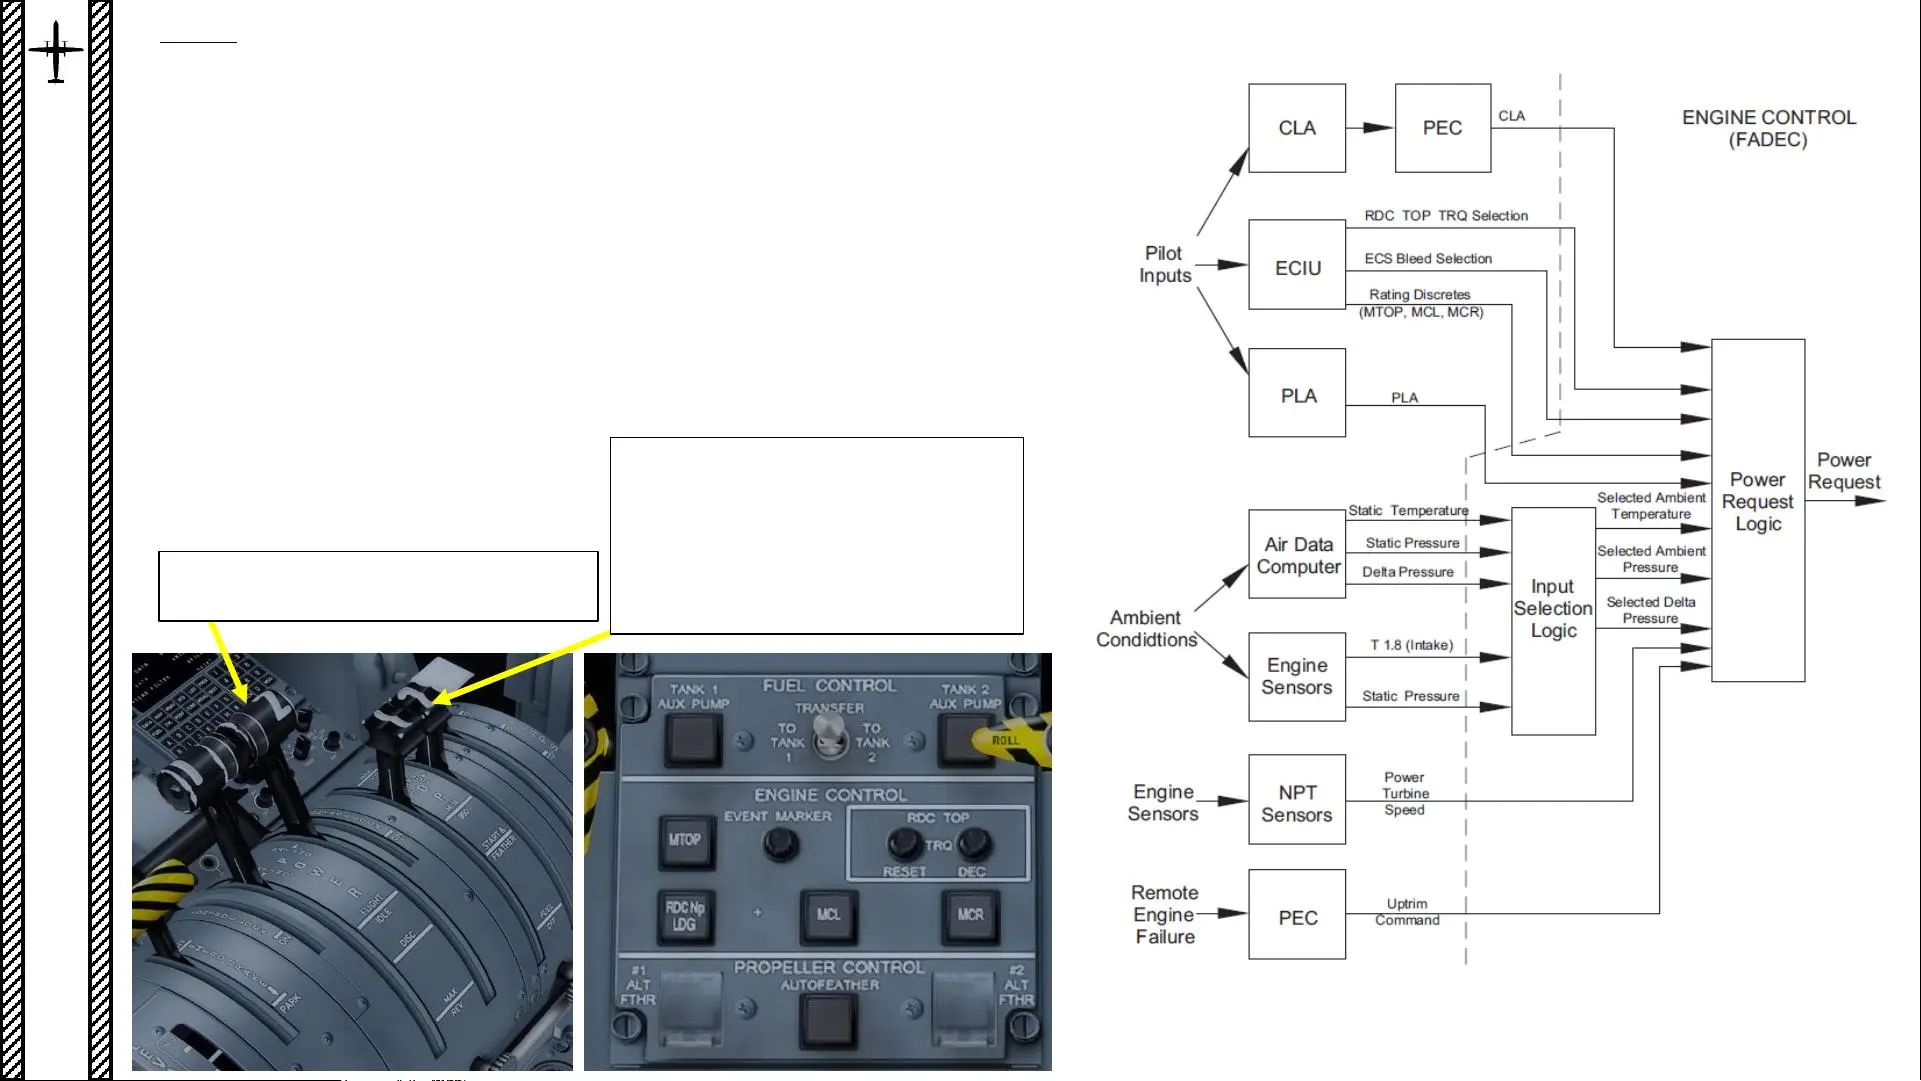 CLA
PEC
CLA
ENGINE CONTROL
(FADEC)
RDC TOP TRQ Selection
Pilot
Inputs
ECIU
ECS Bleed Selection
Rating Discretes
(MTOP, MCL, MCR)
PLA
PLA
Power
Request
Logic
Power
Request
Static Temperature
Static Pressure
Delta Pressure
Air Data
Computer
Selected Ambient
Temperature
Selected Ambient
Pressure
Selected Delta
Pressure
Input
Selection
Logic
Ambient
Condidtions
Engine
Sensors
T 1.8 (Intake)
Static Pressure
Engine
Sensors
NPT
Sensors
Power
Turbine
Speed
Remote
Engine
Failure
PEC
Uptrim
Command
POWER
FLIGHT
IDLE
DISC
MAX
REV
PARK
START &
FEATHER
FUEL
OFF
TANK 1
AUX PUMP
FUEL CONTROL
TRANSFER
TO
TANK
1
TO
TANK
2
TANK 2
AUX PUMP
ROLL
ENGINE CONTROL
EVENT MARKER
RDC TOP
TRQ
RESET
DEC
MTOP
RDC Np
LDG
MCL
MCR
PROPELLER CONTROL
#1
ALT
FTHR
AUTOFEATHER
#2
ALT
FTHR